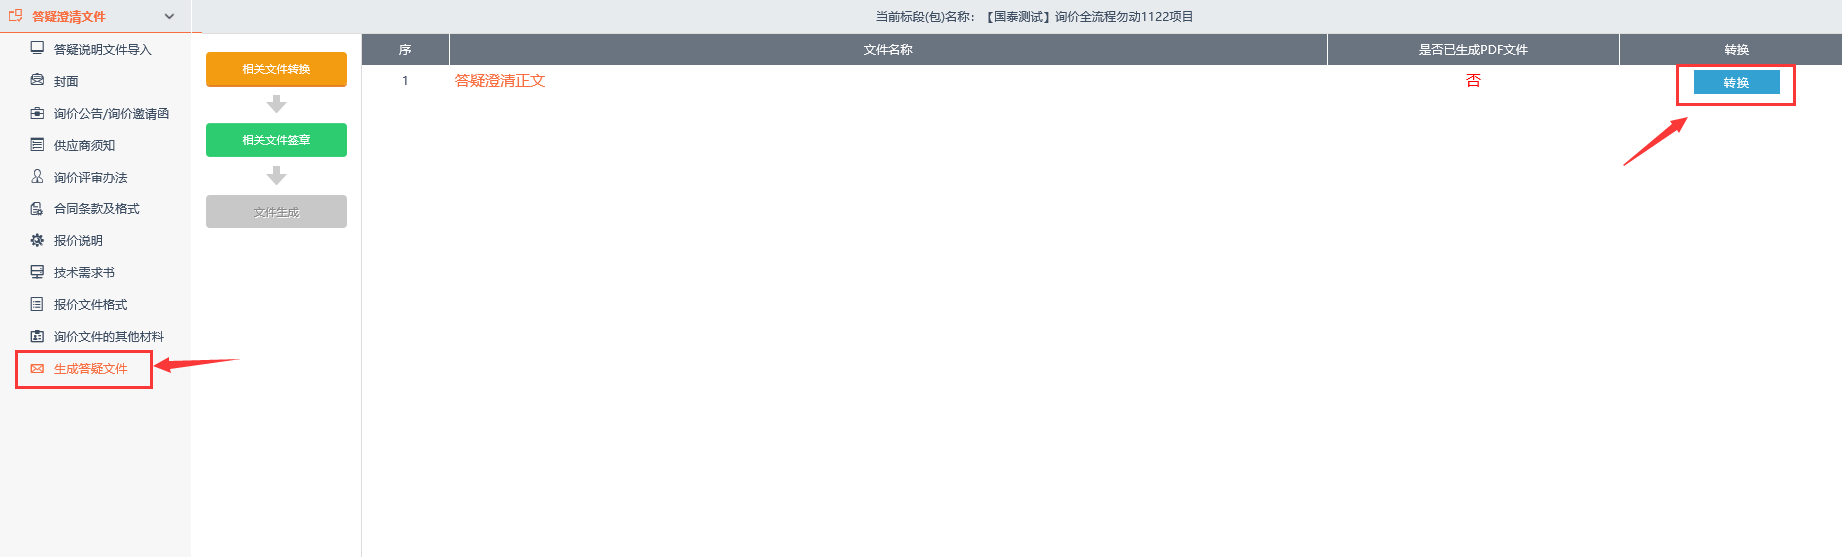 答疑澄清文件
当前标段(包)名称：【国泰测试】询价全流程勿动1122项目
答疑说明文件导入
封面
询价公告/询价邀请函
供应商须知
询价评审办法
合同条款及格式
报价说明
技术需求书
报价文件格式
询价文件的其他材料
生成答疑文件
相关文件转换
相关文件签章
文件生成
序 文件名称 是否已生成PDF文件 转换
1 答疑澄清正文 否 转换